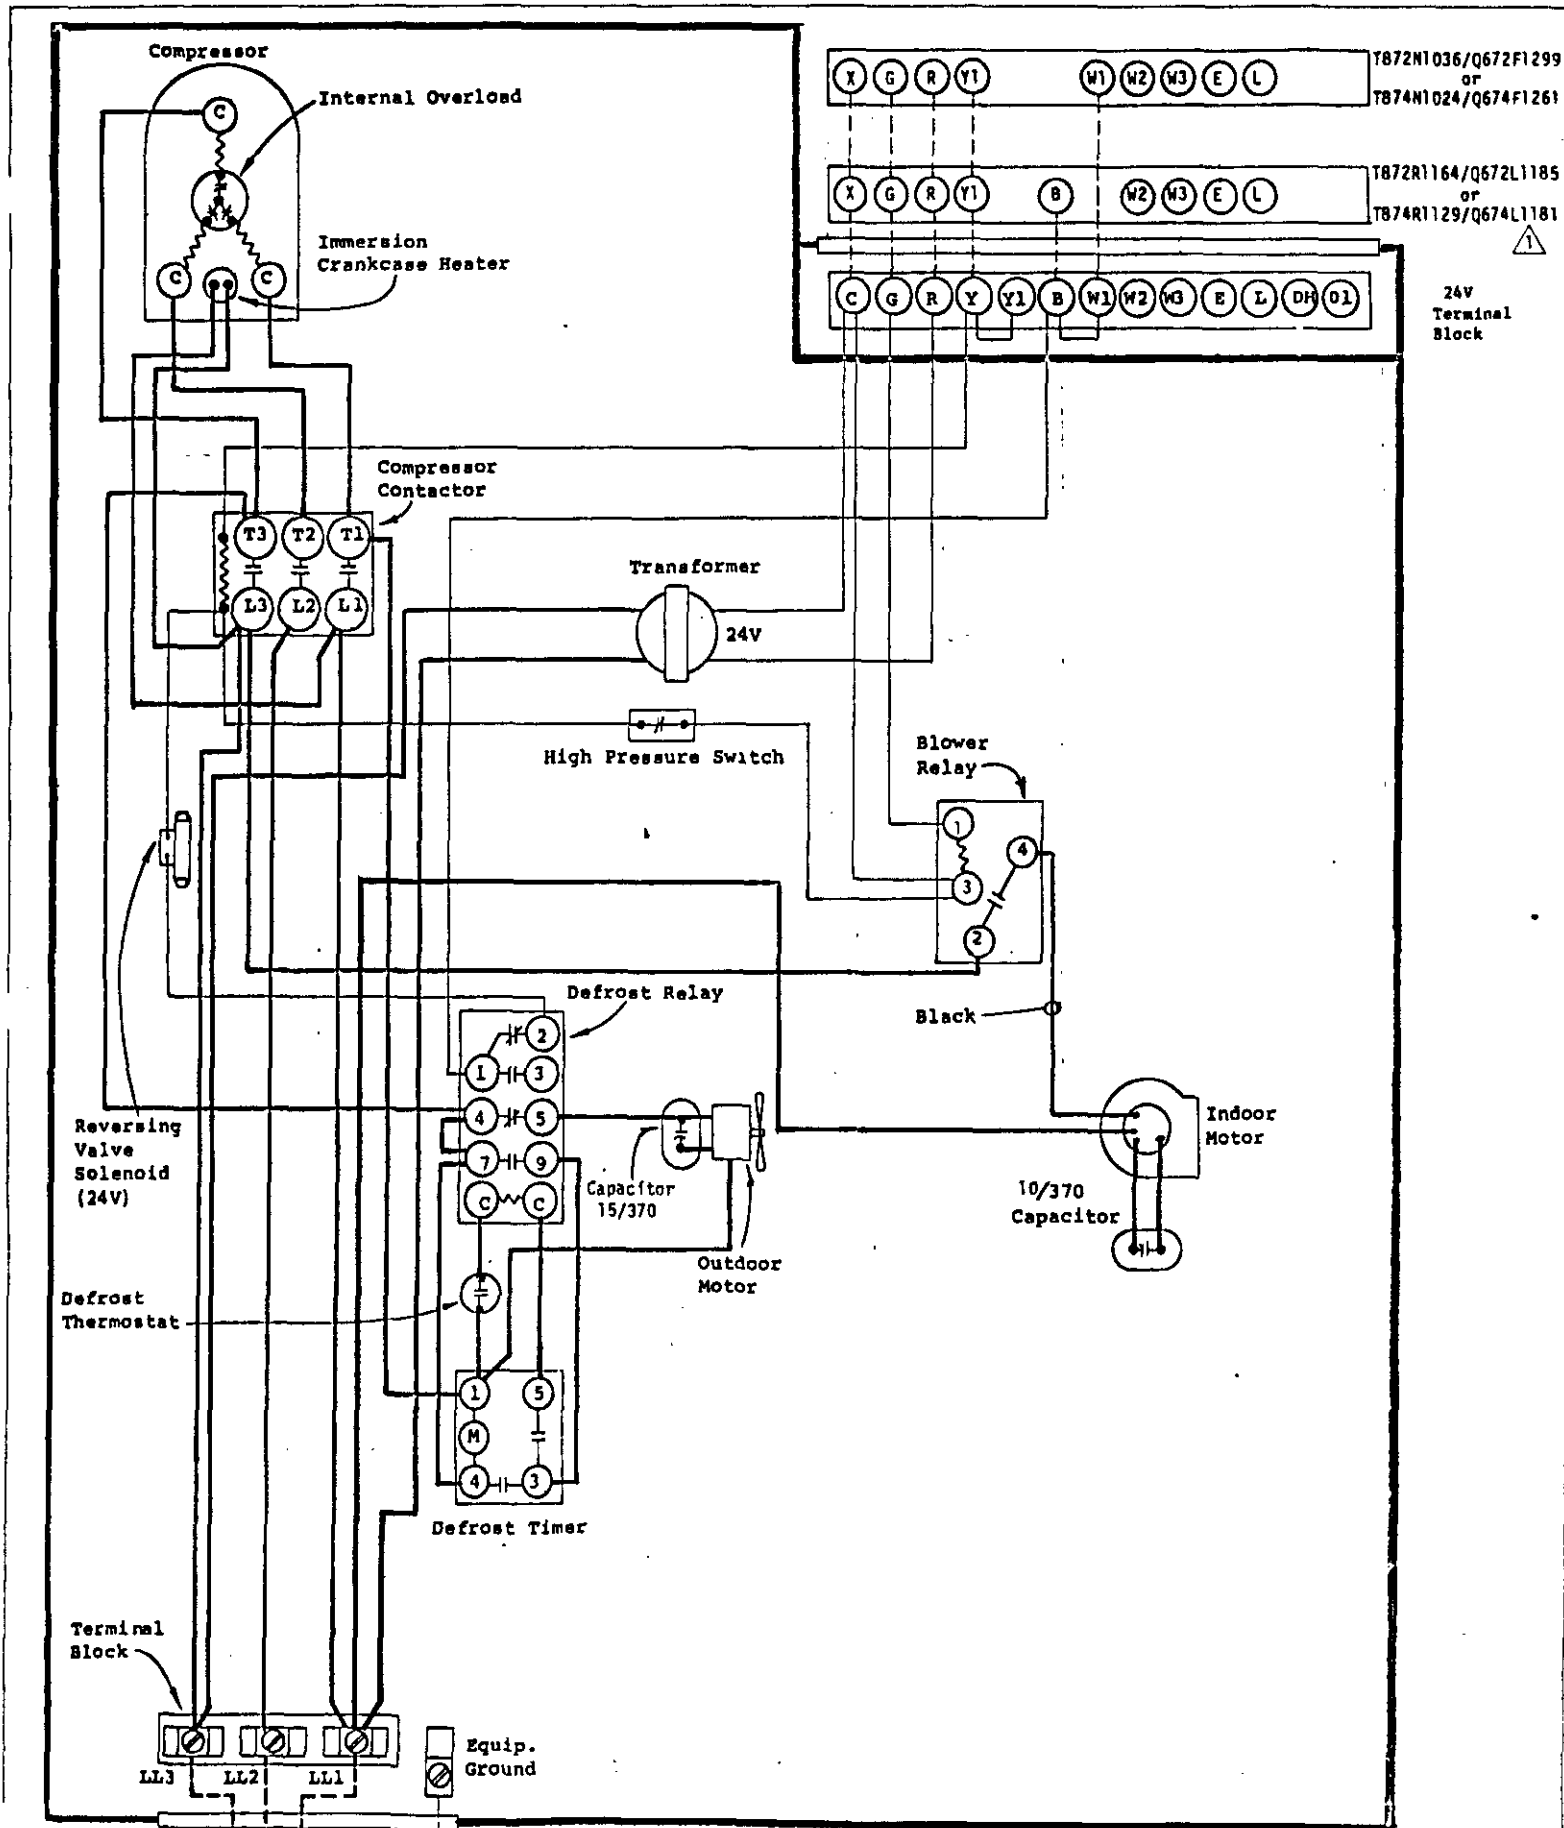 Compressor
C
Internal Overload
C C
Immersion
Crankcase Heater
X G R Y1 W1 W2 W3 E L
T872N1036/Q672F1299
or
T874N1024/Q674F1261
X G R Y1 B W2 W3 E L
T872R1164/Q672L1185
or
T874R1129/Q674L1181
1
C G R Y Y1 B W1 W2 W3 E L DH O1
24V
Terminal
Block
Compressor
Contactor
T3 T2 T1
L3 L2 L1
Transformer
24V
High Pressure Switch
Blower
Relay
1
4
3
2
Black
Defrost Relay
2
1 3
4 5
7 9
C C
Reversing
Valve
Solenoid
(24V)
Capacitor
15/370
Outdoor
Motor
Indoor
Motor
10/370
Capacitor
Defrost
Thermostat
1 5
M
4 3
Defrost Timer
Terminal
Block
LL3 LL2 LL1
Equip.
Ground